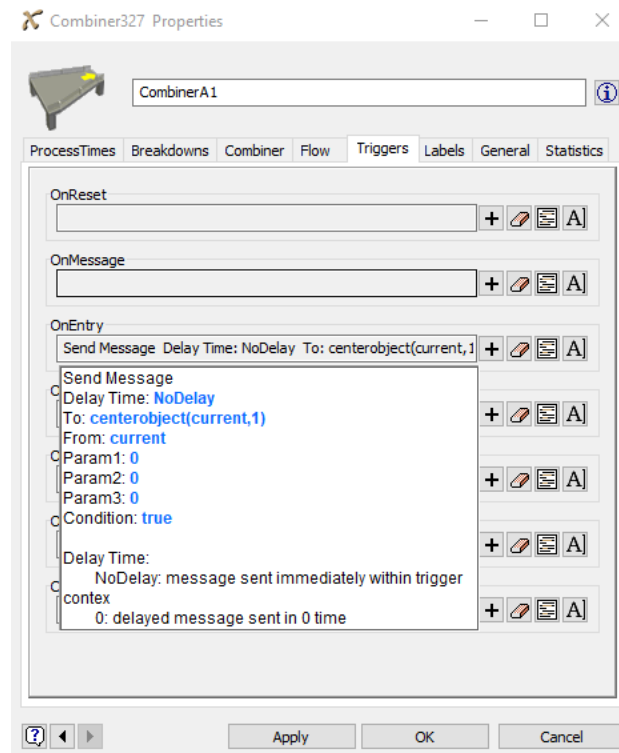 Combiner327 Properties
CombinerA1
ProcessTimes Breakdowns Combiner Flow Triggers Labels General Statistics
OnReset
OnMessage
OnEntry
Send Message Delay Time: NoDelay To: centerobject(current,1
Send Message
Delay Time: NoDelay
To: centerobject(current,1)
From: current
Param1: 0
Param2: 0
Param3: 0
Condition: true
Delay Time:
NoDelay: message sent immediately within trigger
contex
0: delayed message sent in 0 time
Apply OK Cancel